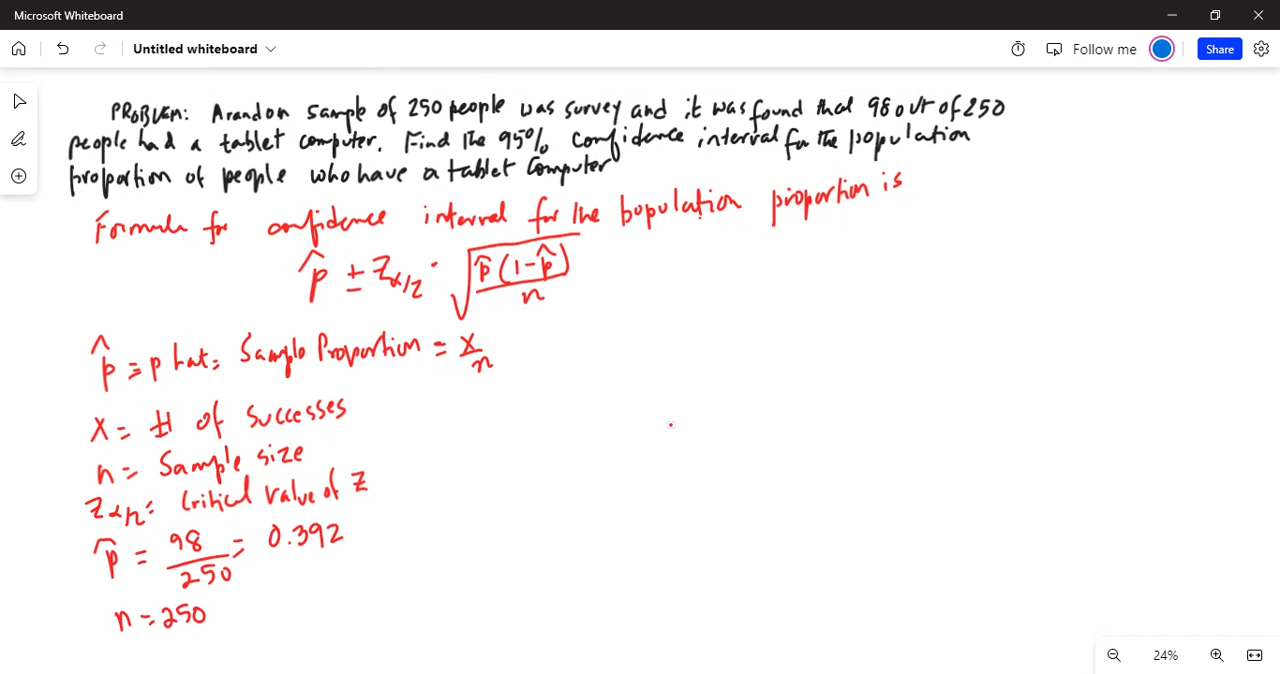 Microsoft Whiteboard
Untitled whiteboard
Follow me
Share
PROBLEM: A random sample of 250 people was survey and it was found that 98 out of 250
people had a tablet computer. Find the 95% confidence interval for the population
proportion of people who have a tablet computer
Formula for confidence interval for the population proportion is
p̂ ± Zα/2 · √(p̂(1-p̂)/n)
p̂ = p hat = Sample Proportion = x/n
x = # of successes
n = Sample size
Zα/2 = Critical value of Z
p̂ = 98/250 = 0.392
n = 250
24%